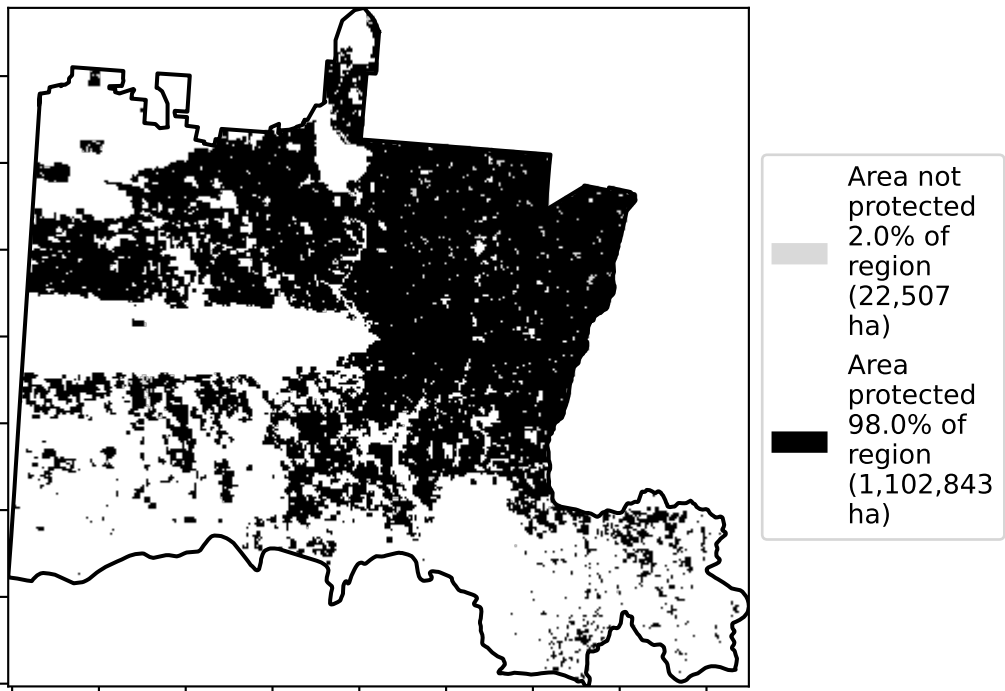 Area not
protected
2.0% of
region
(22,507
ha)
Area
protected
98.0% of
region
(1,102,843
ha)